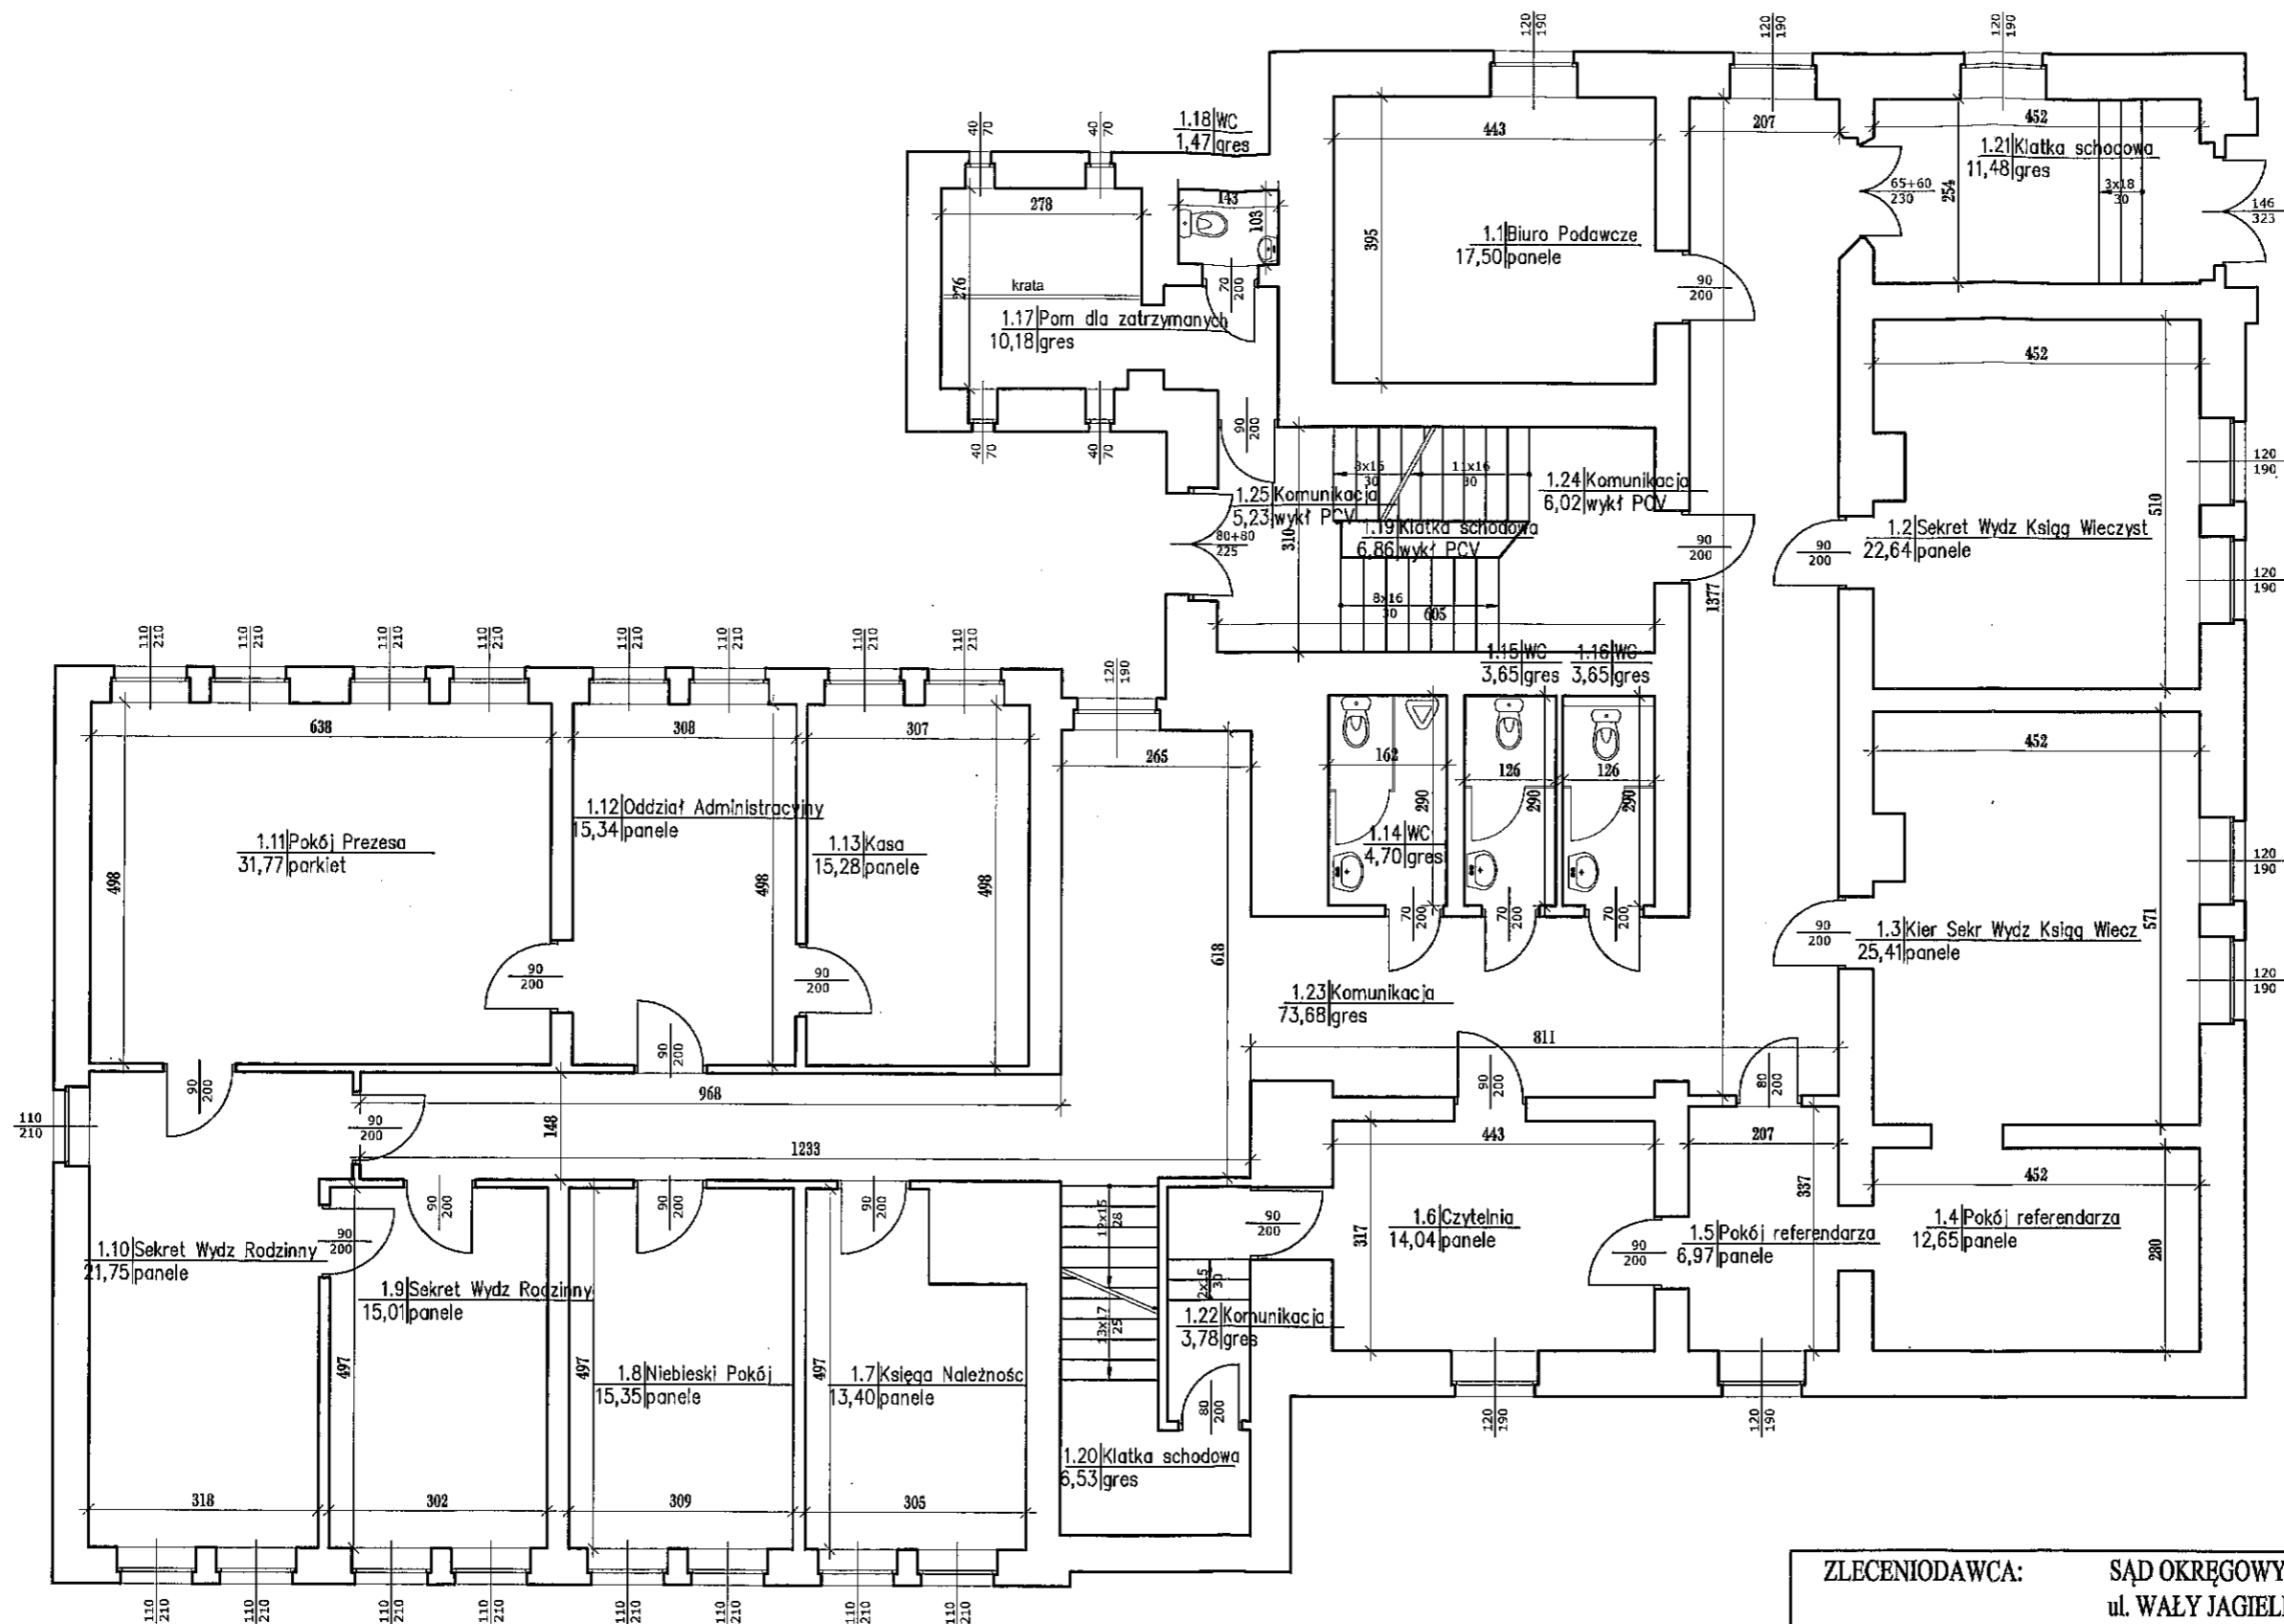 120 190
120 190
120 190
1.18 WC
1,47 gres
40 70
40 70
278
143
103
70 200
276
krata
1.17 Pom dla zatrzymanych
10,18 gres
40 70
40 70
443
395
1.1 Biuro Podawcze
17,50 panele
90 200
207
452
1.21 Klatka schodowa
11,48 gres
65+60 230
254
3x18 30
146 323
452
510
120 190
120 190
1.2 Sekret Wydz Ksiąg Wieczyst
22,64 panele
90 200
90 200
8x16 30
11x16 30
1.24 Komunikacja
6,02 wykł PCV
1.25 Komunikacja
5,23 wykł PCV
1.19 Klatka schodowa
6,86 wykł PCV
80+80 225
310
90 200
8x16 30
605
1377
1.15 WC
3,65 gres
1.16 WC
3,65 gres
110 210
110 210
110 210
110 210
110 210
110 210
110 210
110 210
120 190
638
308
307
265
162
126
126
290
290
290
452
1.11 Pokój Prezesa
31,77 parkiet
1.12 Oddział Administracyjny
15,34 panele
1.13 Kasa
15,28 panele
1.14 WC
4,70 gres
498
498
498
70 200
70 200
70 200
120 190
571
1.3 Kier Sekr Wydz Ksiąg Wiecz
25,41 panele
90 200
120 190
90 200
90 200
618
1.23 Komunikacja
73,68 gres
811
90 200
90 200
968
90 200
80 200
110 210
90 200
148
1233
443
207
452
337
90 200
90 200
90 200
12x15 28
90 200
1.6 Czytelnia
14,04 panele
317
1.5 Pokój referendarza
6,97 panele
90 200
1.4 Pokój referendarza
12,65 panele
280
1.10 Sekret Wydz Rodzinny
21,75 panele
90 200
1.9 Sekret Wydz Rodzinny
15,01 panele
2x15 30
13x17 25
1.22 Komunikacja
3,78 gres
497
497
497
1.8 Niebieski Pokój
15,35 panele
1.7 Księga Należnośc
13,40 panele
80 200
120 190
120 190
1.20 Klatka schodowa
6,53 gres
318
302
309
305
110 210
110 210
110 210
110 210
110 210
110 210
110 210
110 210
ZLECENIODAWCA: SĄD OKRĘGOWY
ul. WAŁY JAGIEL